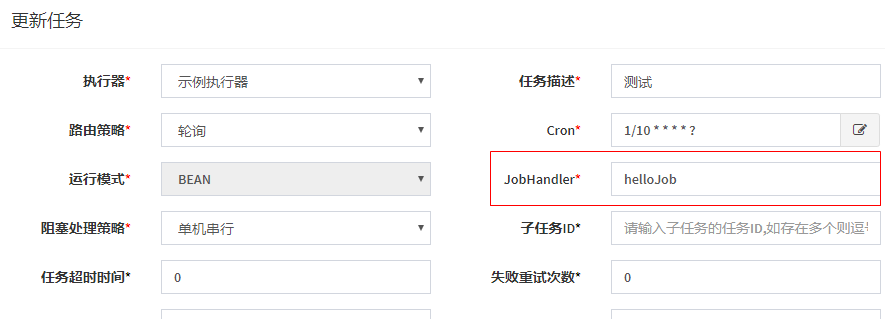 更新任务
执行器* 示例执行器 任务描述* 测试
路由策略* 轮询 Cron* 1/10 * * * * ?
运行模式* BEAN JobHandler* helloJob
阻塞处理策略* 单机串行 子任务ID* 请输入子任务的任务ID,如存在多个则逗
任务超时时间* 0 失败重试次数* 0